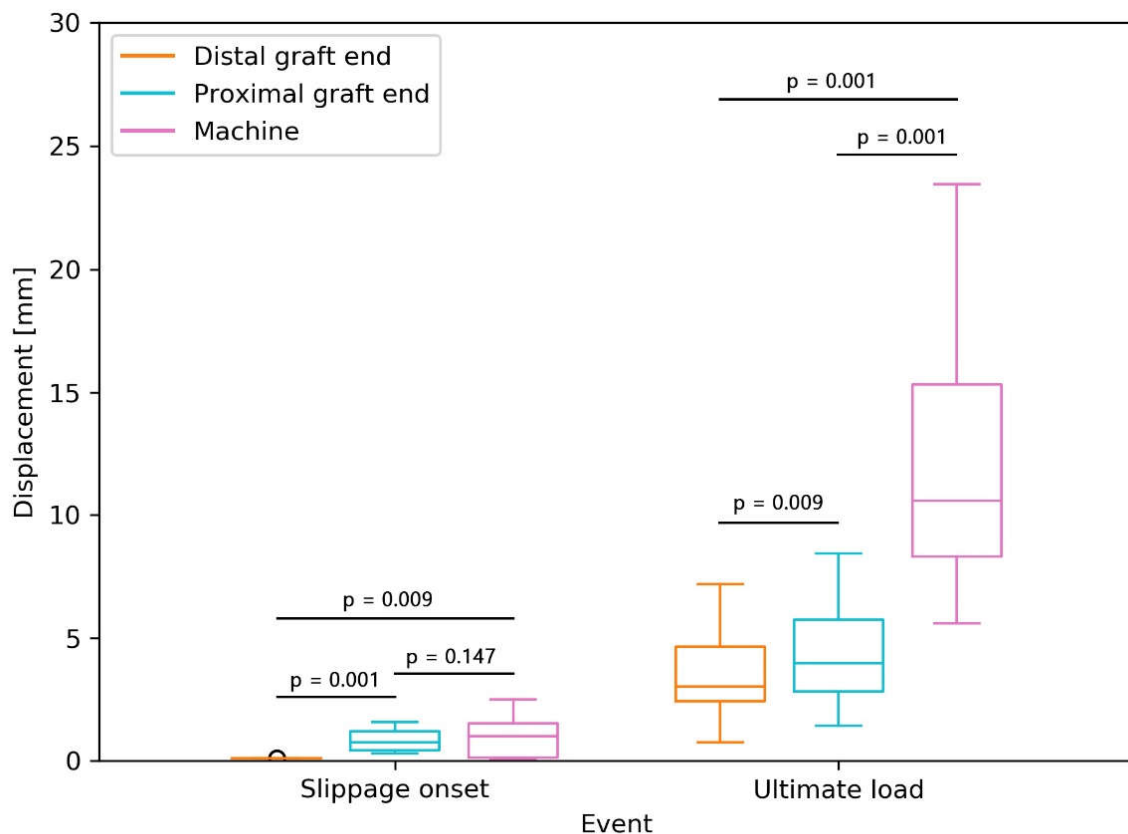 30
25
20
15
10
5
0
Displacement [mm]
Distal graft end
Proximal graft end
Machine
p = 0.001
p = 0.001
p = 0.009
p = 0.009
p = 0.147
p = 0.001
Slippage onset
Ultimate load
Event